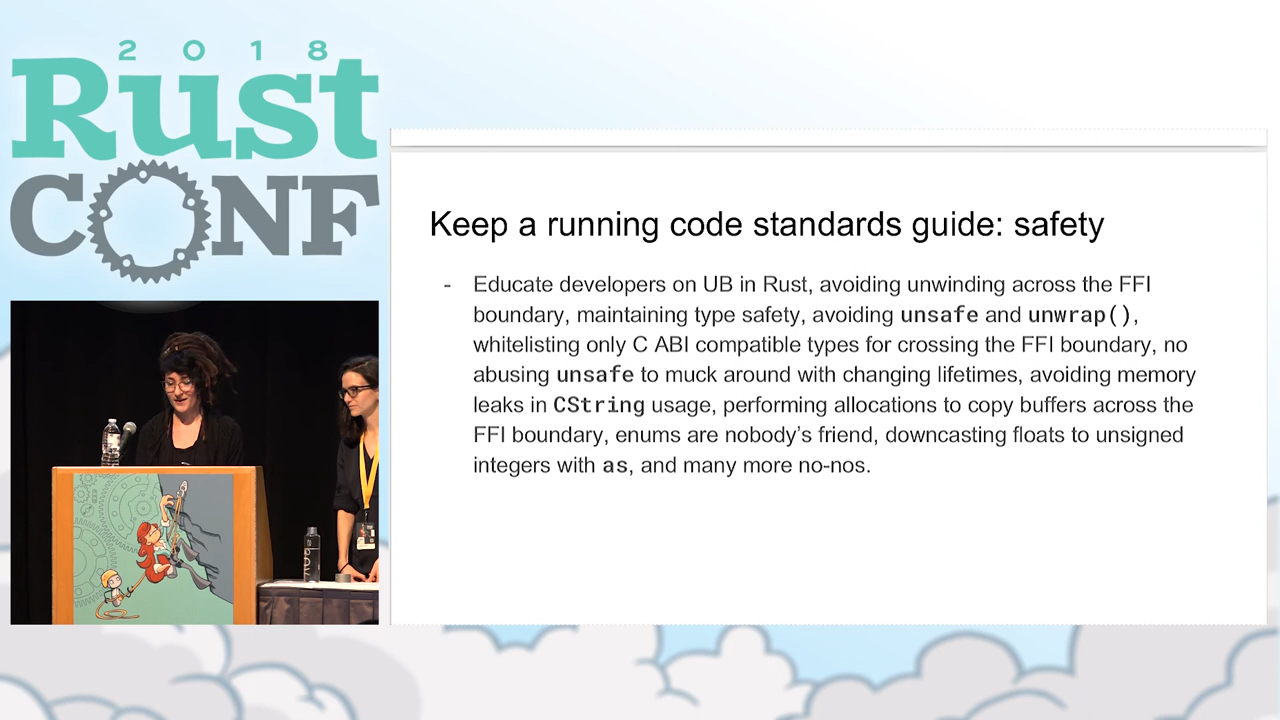 2018
Rust
CONF
Keep a running code standards guide: safety
- Educate developers on UB in Rust, avoiding unwinding across the FFI
boundary, maintaining type safety, avoiding unsafe and unwrap(),
whitelisting only C ABI compatible types for crossing the FFI boundary, no
abusing unsafe to muck around with changing lifetimes, avoiding memory
leaks in CString usage, performing allocations to copy buffers across the
FFI boundary, enums are nobody’s friend, downcasting floats to unsigned
integers with as, and many more no-nos.